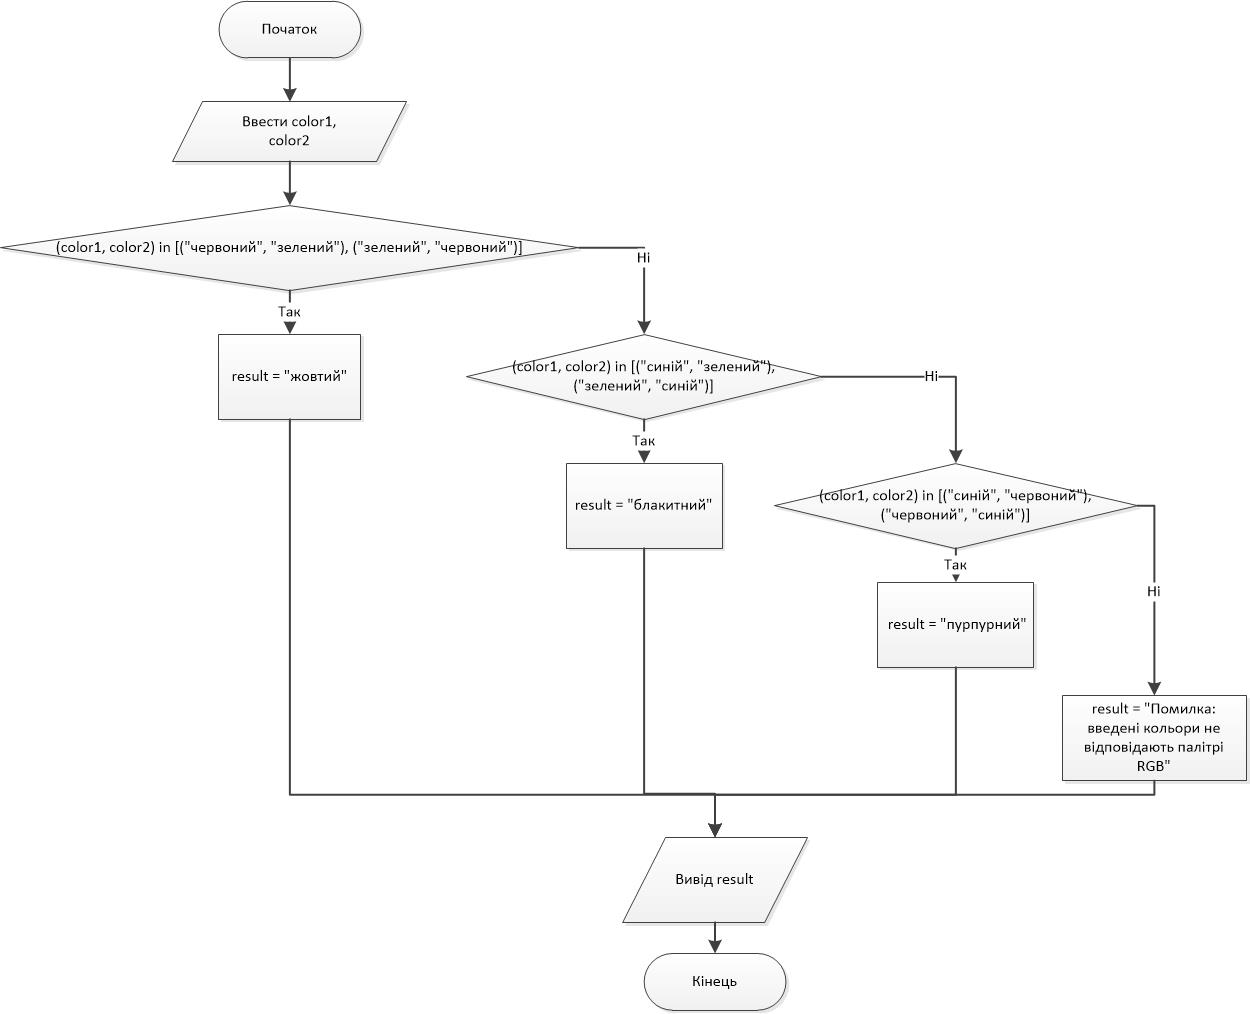 Початок
Ввести color1,
color2
(color1, color2) in [("червоний", "зелений"), ("зелений", "червоний")]
Ні
Так
result = "жовтий"
(color1, color2) in [("синій", "зелений"),
("зелений", "синій")]
Ні
Так
result = "блакитний"
(color1, color2) in [("синій", "червоний"),
("червоний", "синій")]
Так
Ні
result = "пурпурний"
result = "Помилка:
введені кольори не
відповідають палітрі
RGB"
Вивід result
Кінець